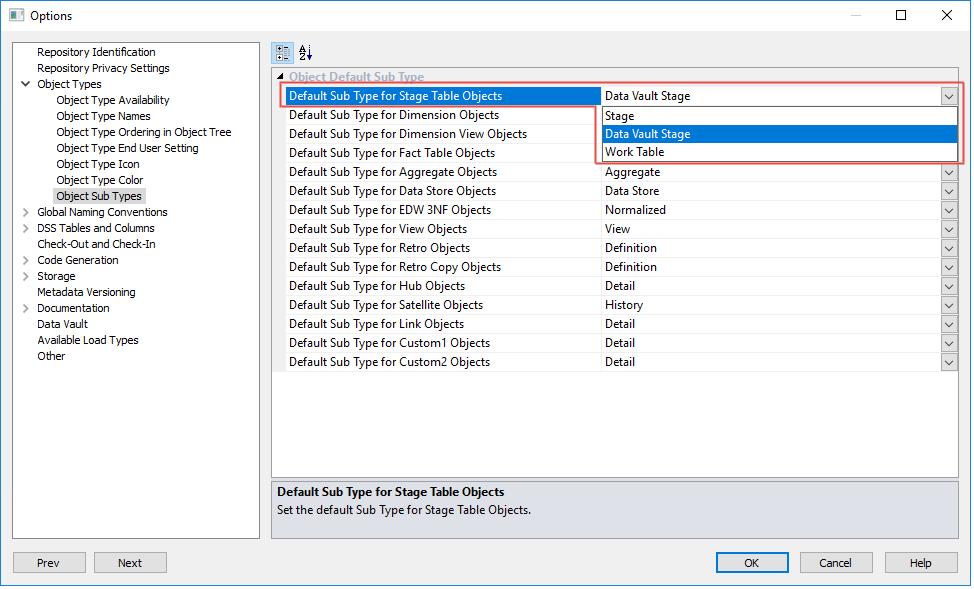 Options
Repository Identification
Repository Privacy Settings
Object Types
Object Type Availability
Object Type Names
Object Type Ordering in Object Tree
Object Type End User Setting
Object Type Icon
Object Type Color
Object Sub Types
Global Naming Conventions
DSS Tables and Columns
Check-Out and Check-In
Code Generation
Storage
Metadata Versioning
Documentation
Data Vault
Available Load Types
Other
Object Default Sub Type
Default Sub Type for Stage Table Objects Data Vault Stage
Stage
Data Vault Stage
Work Table
Default Sub Type for Dimension Objects
Default Sub Type for Dimension View Objects
Default Sub Type for Fact Table Objects
Default Sub Type for Aggregate Objects Aggregate
Default Sub Type for Data Store Objects Data Store
Default Sub Type for EDW 3NF Objects Normalized
Default Sub Type for View Objects View
Default Sub Type for Retro Objects Definition
Default Sub Type for Retro Copy Objects Definition
Default Sub Type for Hub Objects Detail
Default Sub Type for Satellite Objects History
Default Sub Type for Link Objects Detail
Default Sub Type for Custom1 Objects Detail
Default Sub Type for Custom2 Objects Detail
Default Sub Type for Stage Table Objects
Set the default Sub Type for Stage Table Objects.
Prev Next OK Cancel Help